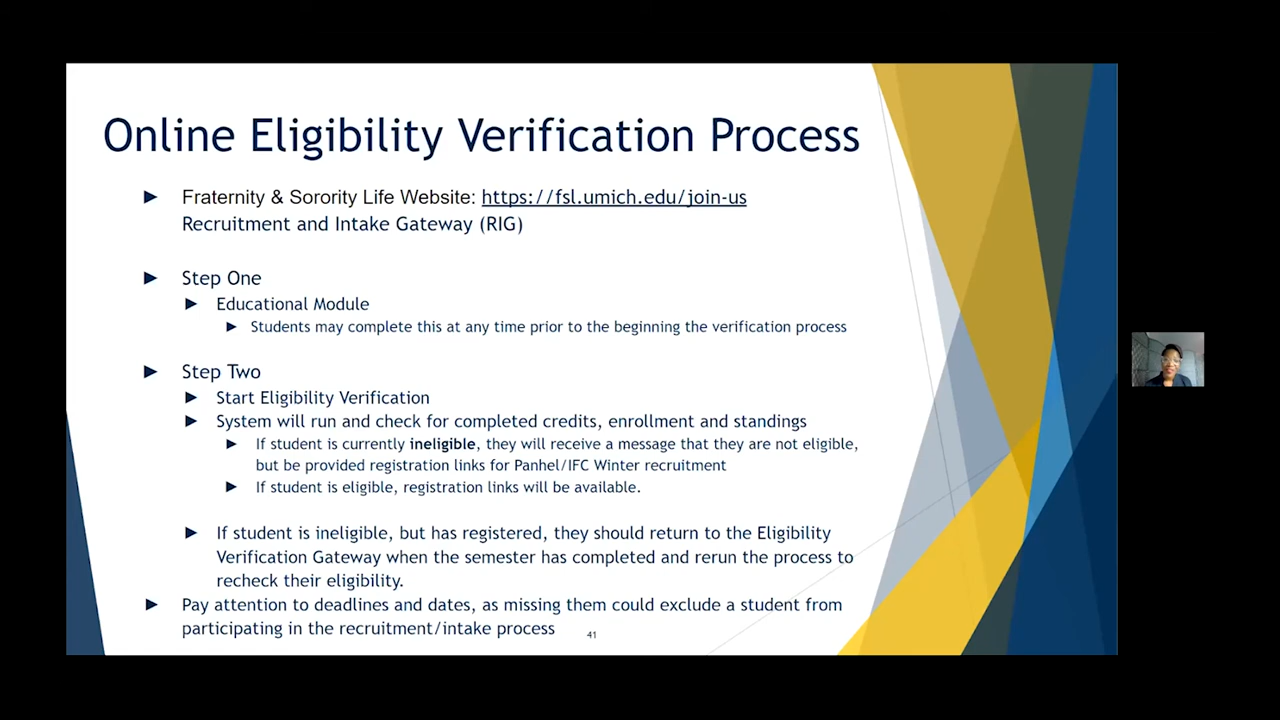 Online Eligibility Verification Process
Fraternity & Sorority Life Website: https://fsl.umich.edu/join-us
Recruitment and Intake Gateway (RIG)
Step One
Educational Module
Students may complete this at any time prior to the beginning the verification process
Step Two
Start Eligibility Verification
System will run and check for completed credits, enrollment and standings
If student is currently ineligible, they will receive a message that they are not eligible,
but be provided registration links for Panhel/IFC Winter recruitment
If student is eligible, registration links will be available.
If student is ineligible, but has registered, they should return to the Eligibility
Verification Gateway when the semester has completed and rerun the process to
recheck their eligibility.
Pay attention to deadlines and dates, as missing them could exclude a student from
participating in the recruitment/intake process
41